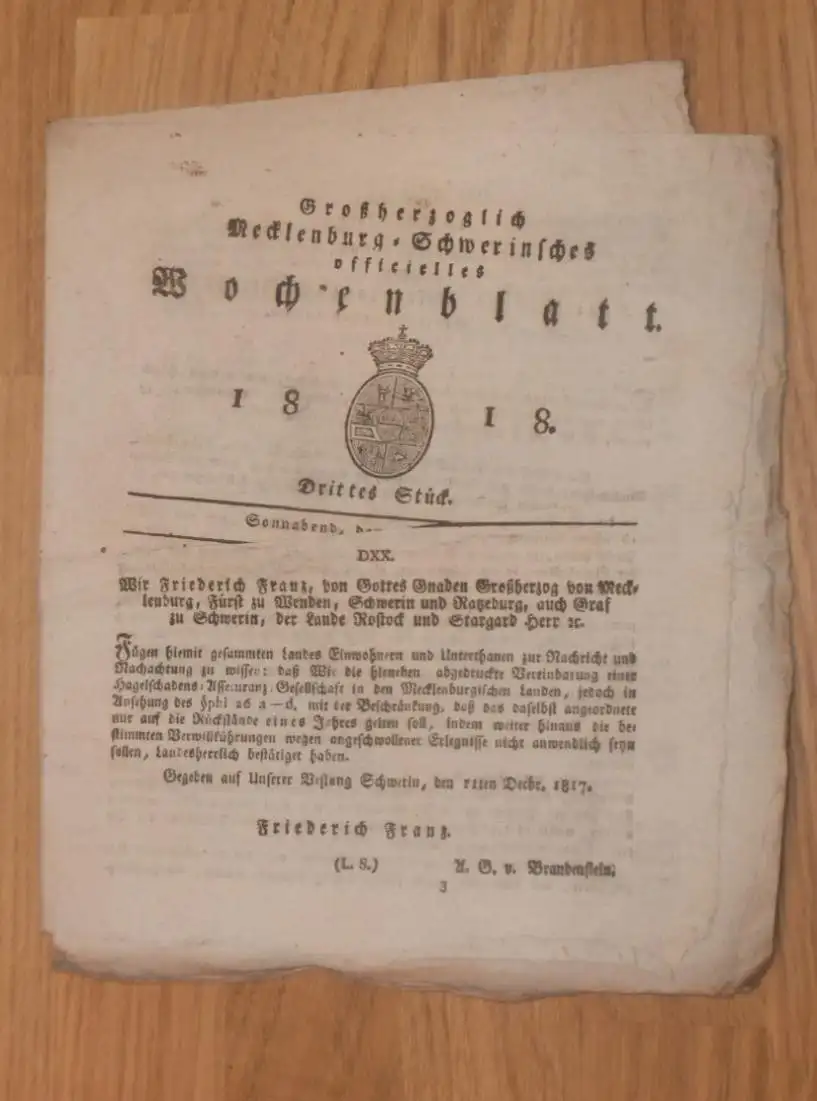 Großherzoglich
Mecklenburg-Schwerinsches
officielles
Wochenblatt.
1818.
Drittes Stück.
Sonnabend,
DXX.
Wir Friederich Franz, von Gottes Gnaden Großherzog von Meck-
lenburg, Fürst zu Wenden, Schwerin und Ratzeburg, auch Graf
zu Schwerin, der Lande Rostock und Stargard Herr ꝛc.
Fügen hiemit gesammten Landes Einwohnern und Unterthanen zur Nachricht und
Nachachtung zu wissen: daß Wir die hieneben abgedruckte Vereinbarung einer
Hagelschadens-Assecuranz-Gesellschaft in den Mecklenburgischen Landen, jedoch in
Ansehung des Sphi 26 a—d, mit der Beschränkung, daß das daselbst angeordnete
nur auf die Rückstände eines Jahres gelten soll, indem weiter hinaus die be-
stimmten Verwillkührungen wegen angeschwollener Erlegnisse nicht anwendlich seyn
sollen, Landesherrlich bestätiget haben.
Gegeben auf Unserer Vestung Schwerin, den 11ten Decbr. 1817.
Friederich Franz.
(L. S.) A. G. v. Brandenstein.
3